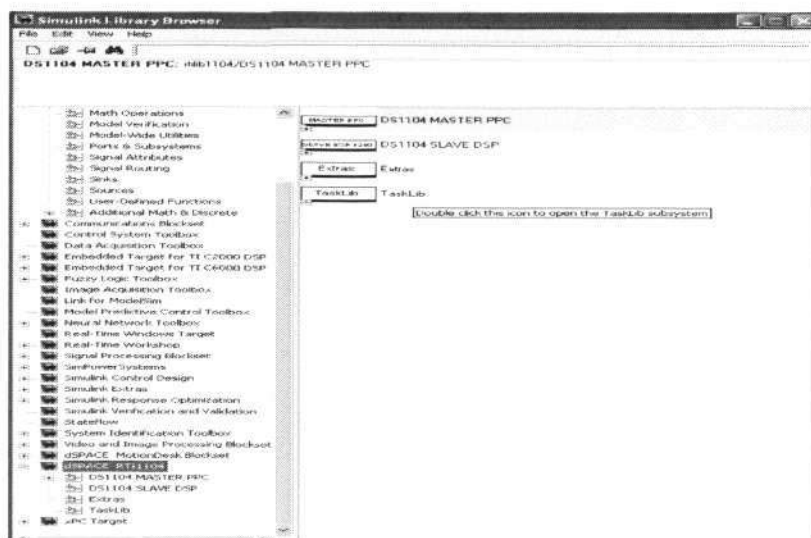 Simulink Library Browser
File Edit View Help
DS1104 MASTER PPC: rtilib1104/DS1104 MASTER PPC
Math Operations
Model Verification
Model-Wide Utilities
Ports & Subsystems
Signal Attributes
Signal Routing
Sinks
Sources
User-Defined Functions
Additional Math & Discrete
Communications Blockset
Control System Toolbox
Data Acquisition Toolbox
Embedded Target for TI C2000 DSP
Embedded Target for TI C6000 DSP
Fuzzy Logic Toolbox
Image Acquisition Toolbox
Link for ModelSim
Model Predictive Control Toolbox
Neural Network Toolbox
Real-Time Windows Target
Real-Time Workshop
Signal Processing Blockset
SimPowerSystems
Simulink Control Design
Simulink Extras
Simulink Response Optimization
Simulink Verification and Validation
Stateflow
System Identification Toolbox
Video and Image Processing Blockset
dSPACE MotionDesk Blockset
dSPACE RTI1104
DS1104 MASTER PPC
DS1104 SLAVE DSP
Extras
TaskLib
xPC Target
MASTER PPC DS1104 MASTER PPC
DS1104 SLAVE DSP
Extras Extras
TaskLib TaskLib
Double click this icon to open the TaskLib subsystem